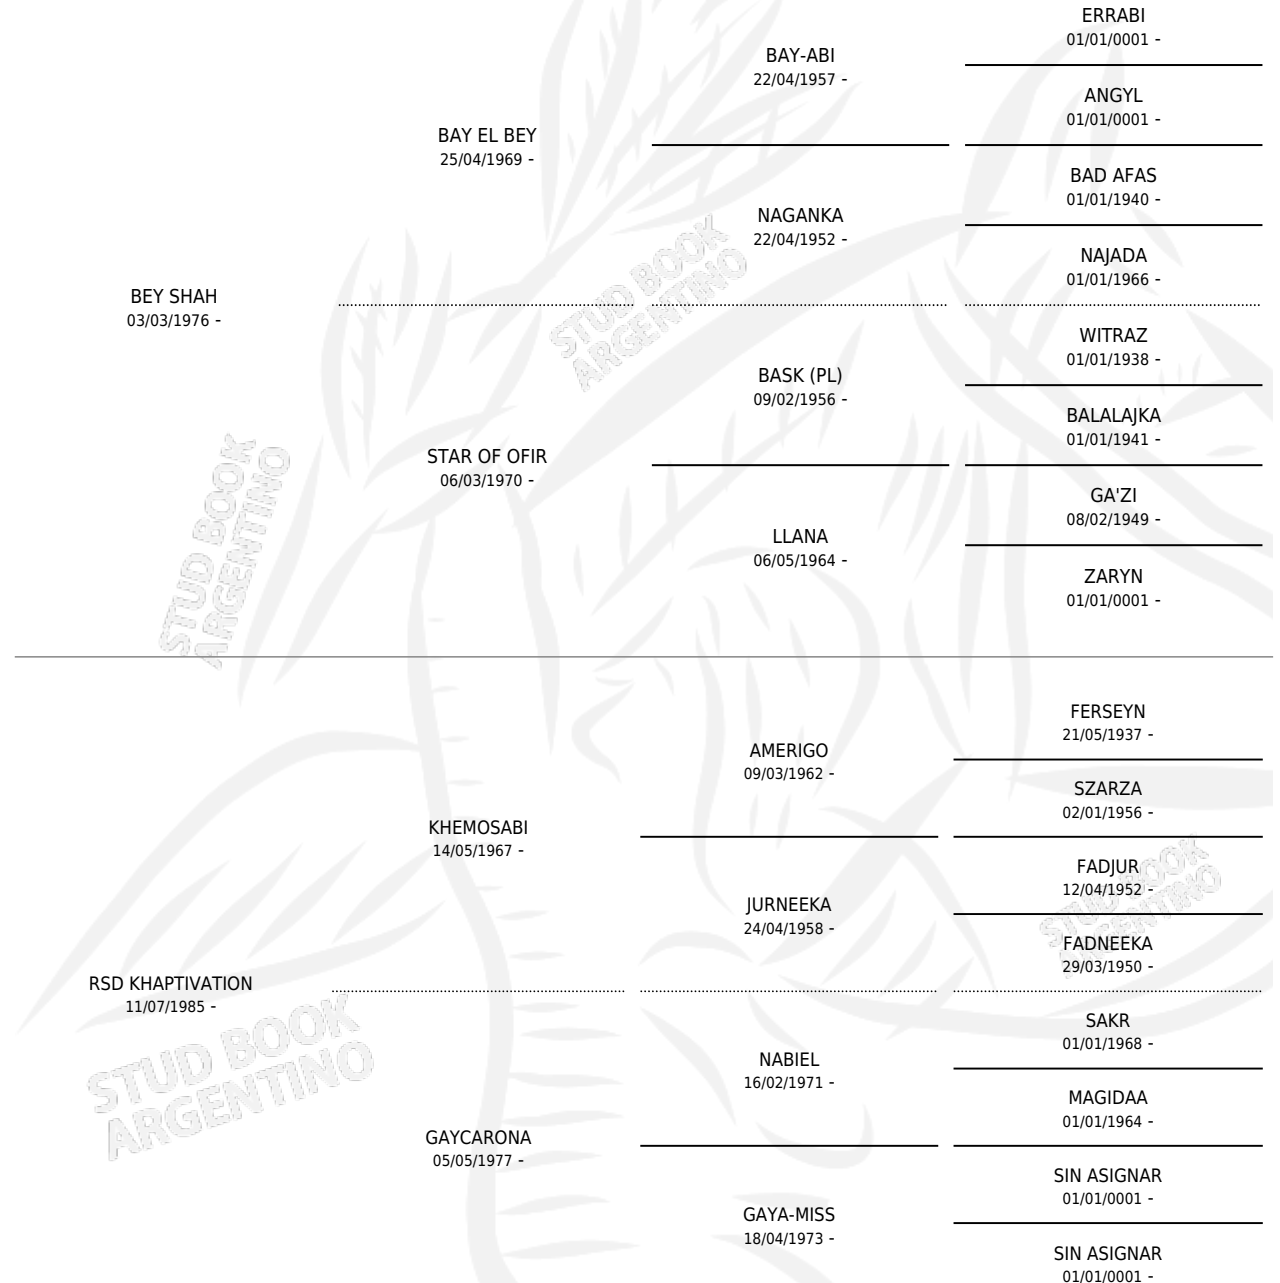 ERRABI
01/01/0001 -
BAY-ABI
22/04/1957 -
ANGYL
01/01/0001 -
BAY EL BEY
25/04/1969 -
BAD AFAS
01/01/1940 -
NAGANKA
22/04/1952 -
NAJADA
01/01/1966 -
BEY SHAH
03/03/1976 -
STUD BOOK
ARGENTINO
WITRAZ
01/01/1938 -
BASK (PL)
09/02/1956 -
BALALAJKA
01/01/1941 -
STAR OF OFIR
06/03/1970 -
GA'ZI
08/02/1949 -
LLANA
06/05/1964 -
ZARYN
01/01/0001 -
STUD BOOK
ARGENTINO
FERSEYN
21/05/1937 -
AMERIGO
09/03/1962 -
SZARZA
02/01/1956 -
KHEMOSABI
14/05/1967 -
FADJUR
12/04/1952 -
JURNEEKA
24/04/1958 -
FADNEEKA
29/03/1950 -
STUD BOOK
ARGENTINO
RSD KHAPTIVATION
11/07/1985 -
SAKR
01/01/1968 -
NABIEL
16/02/1971 -
MAGIDAA
01/01/1964 -
STUD BOOK
ARGENTINO
GAYCARONA
05/05/1977 -
SIN ASIGNAR
01/01/0001 -
GAYA-MISS
18/04/1973 -
SIN ASIGNAR
01/01/0001 -